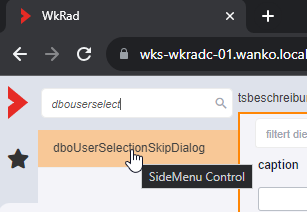 WkRad
wks-wkradc-01.wanko.local
dbouserselect
tsbeschreibun
filtert die
dboUserSelectionSkipDialog
caption
SideMenu Control